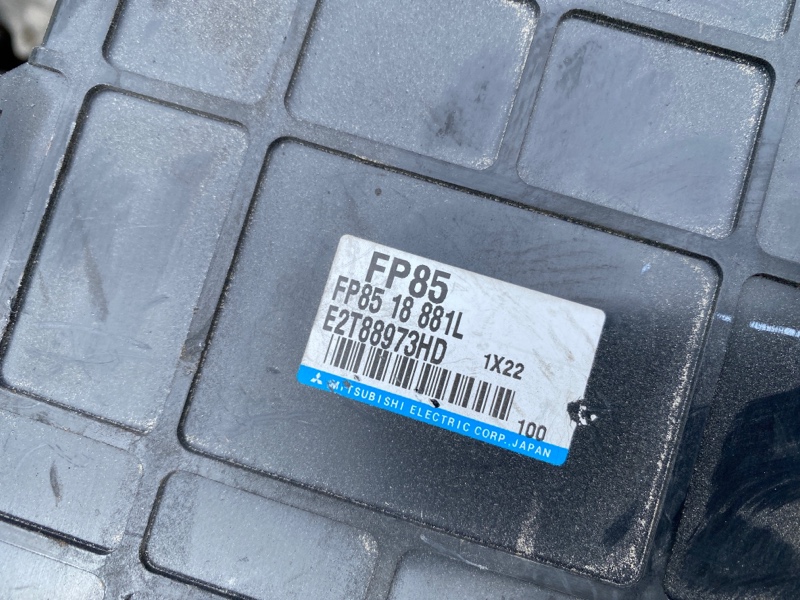 FP85
FP85 18 881L
E2T88973HD
1X22
100
MITSUBISHI ELECTRIC CORP., JAPAN